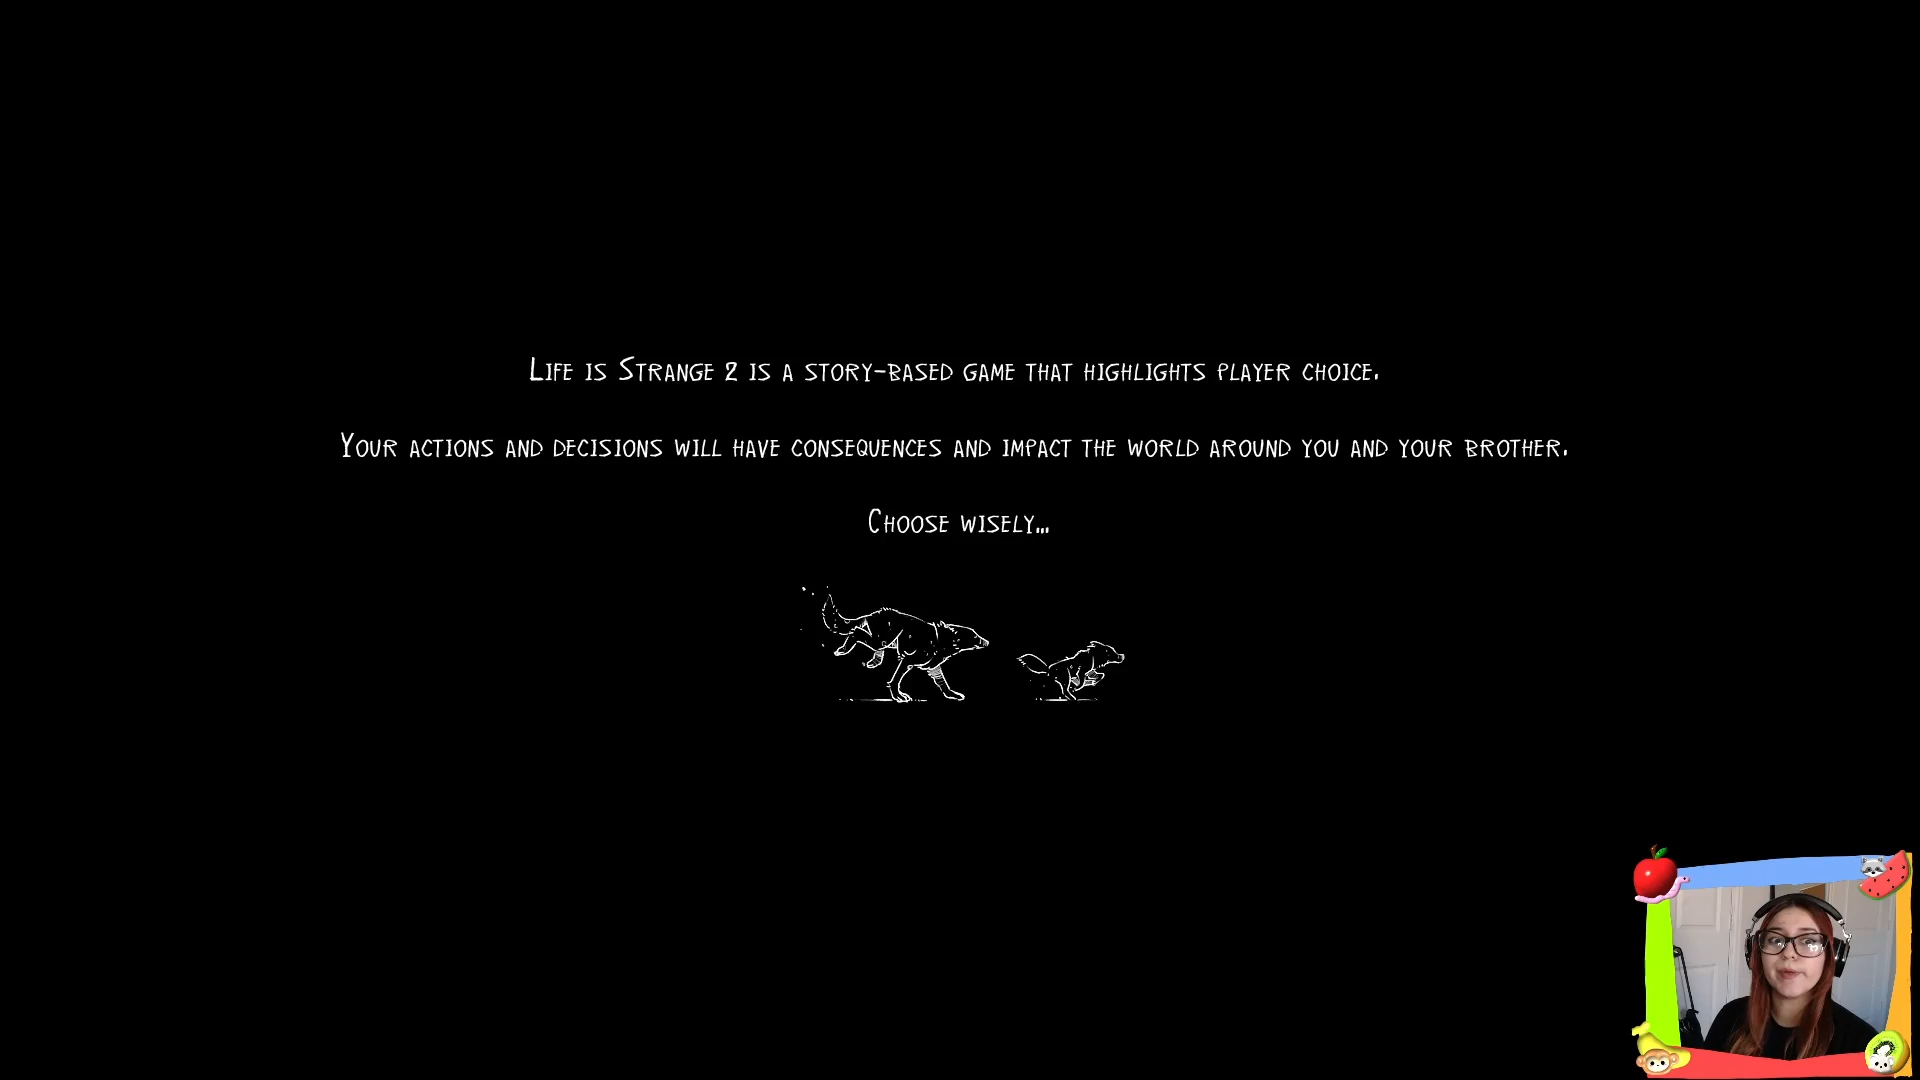 Life is Strange 2 is a story-based game that highlights player choice.
Your actions and decisions will have consequences and impact the world around you and your brother.
Choose wisely...